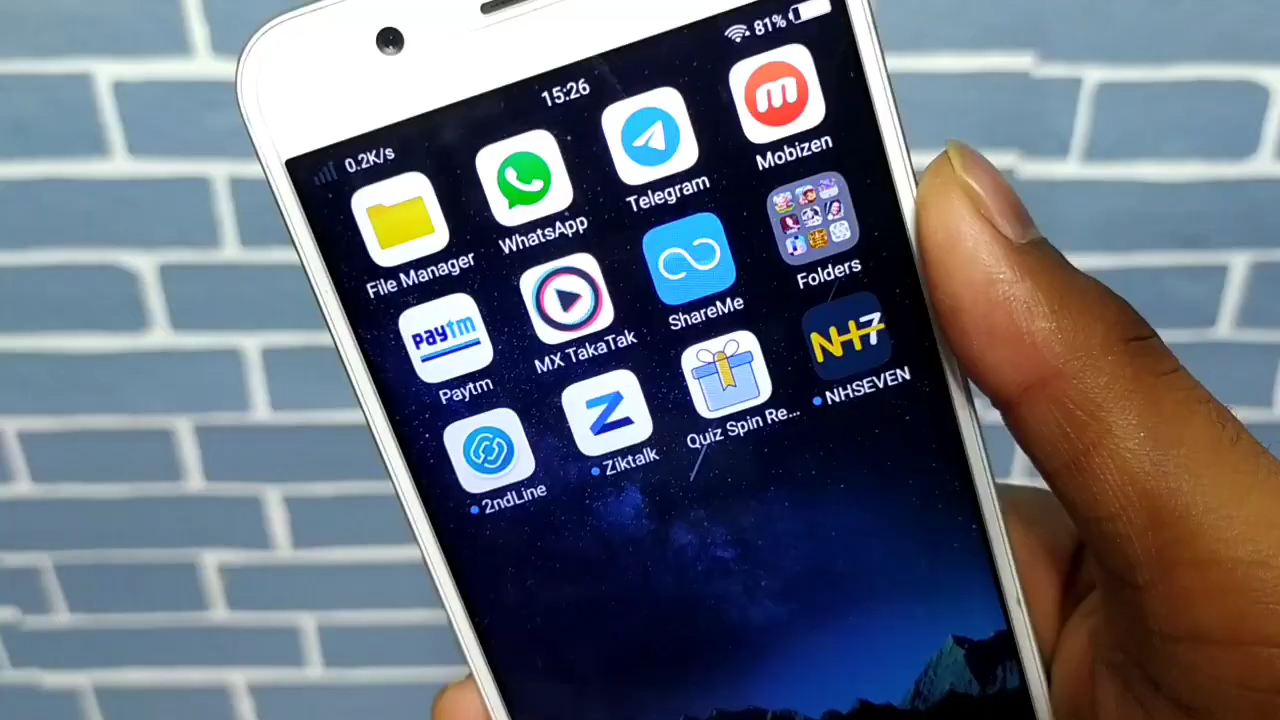 81%
15:26
0.2K/s
File Manager
WhatsApp
Telegram
m
Mobizen
paytm
Paytm
MX TakaTak
ShareMe
Folders
2ndLine
Z
Ziktalk
Quiz Spin Re...
NH7
NHSEVEN